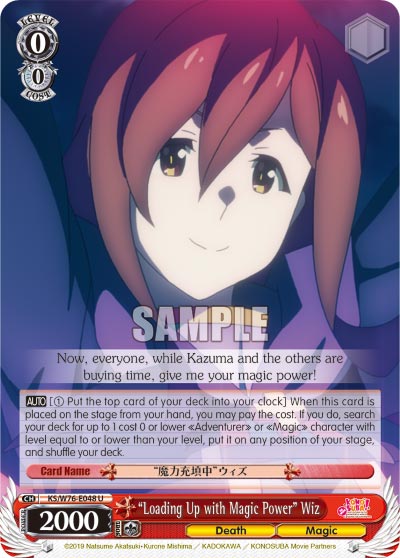 LEVEL
0
0
COST
SAMPLE
Now, everyone, while Kazuma and the others are
buying time, give me your magic power!
AUTO [① Put the top card of your deck into your clock] When this card is
placed on the stage from your hand, you may pay the cost. If you do, search
your deck for up to 1 cost 0 or lower «Adventurer» or «Magic» character with
level equal to or lower than your level, put it on any position of your stage,
and shuffle your deck.
Card Name "魔力充填中"ウィズ
CH KS/W76-E048 U
2000
"Loading Up with Magic Power" Wiz
Death Magic
©2019 Natsume Akatsuki･Kurone Mishima / KADOKAWA / KONOSUBA Movie Partners